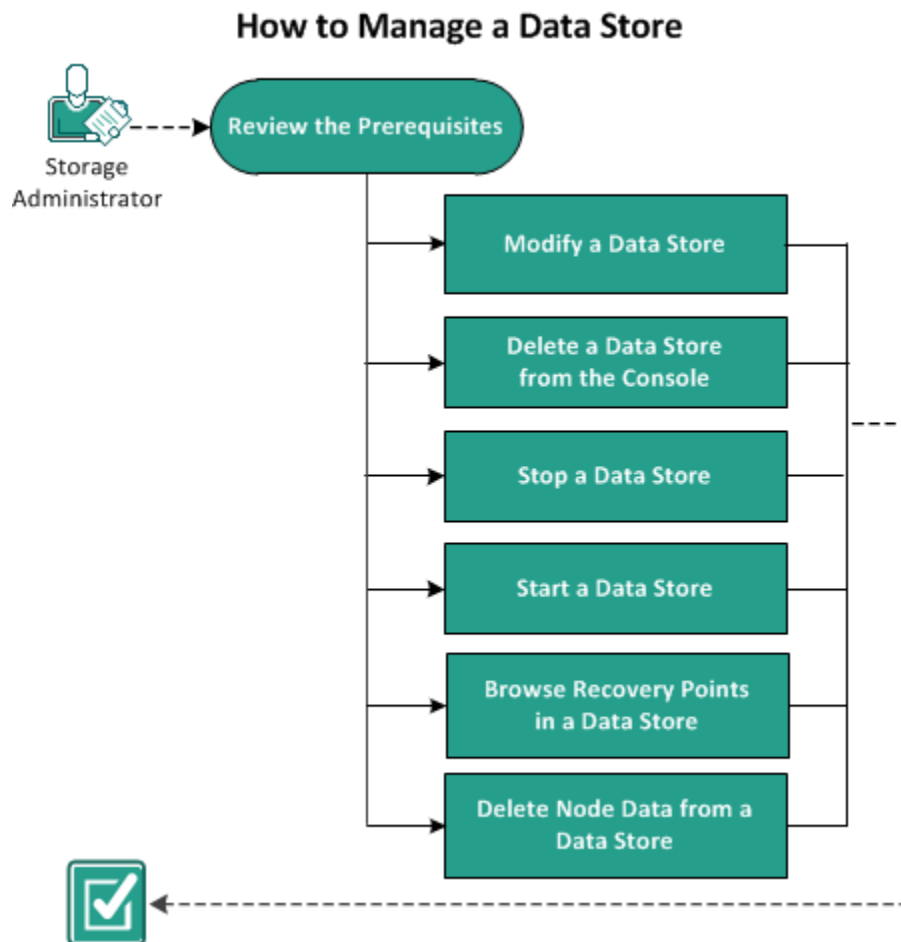 How to Manage a Data Store
Review the Prerequisites
Storage
Administrator
Modify a Data Store
Delete a Data Store
from the Console
Stop a Data Store
Start a Data Store
Browse Recovery Points
in a Data Store
Delete Node Data from a
Data Store